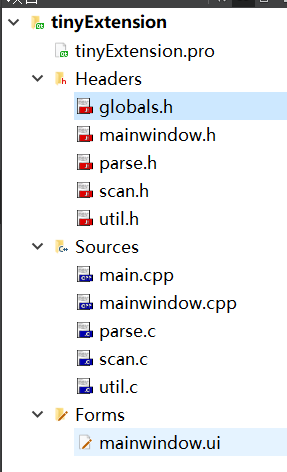 tinyExtension
tinyExtension.pro
Headers
globals.h
mainwindow.h
parse.h
scan.h
util.h
Sources
main.cpp
mainwindow.cpp
parse.c
scan.c
util.c
Forms
mainwindow.ui